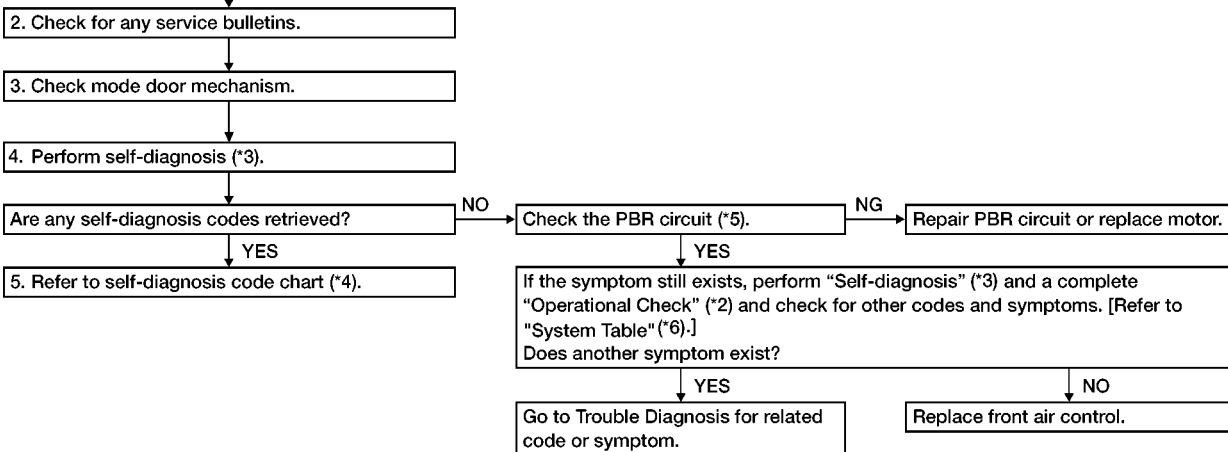 2. Check for any service bulletins.
3. Check mode door mechanism.
4. Perform self-diagnosis (*3).
Are any self-diagnosis codes retrieved?
NO
Check the PBR circuit (*5).
NG
Repair PBR circuit or replace motor.
YES
YES
5. Refer to self-diagnosis code chart (*4).
If the symptom still exists, perform “Self-diagnosis” (*3) and a complete
“Operational Check” (*2) and check for other codes and symptoms. [Refer to
"System Table" (*6).]
Does another symptom exist?
YES
NO
Go to Trouble Diagnosis for related
code or symptom.
Replace front air control.